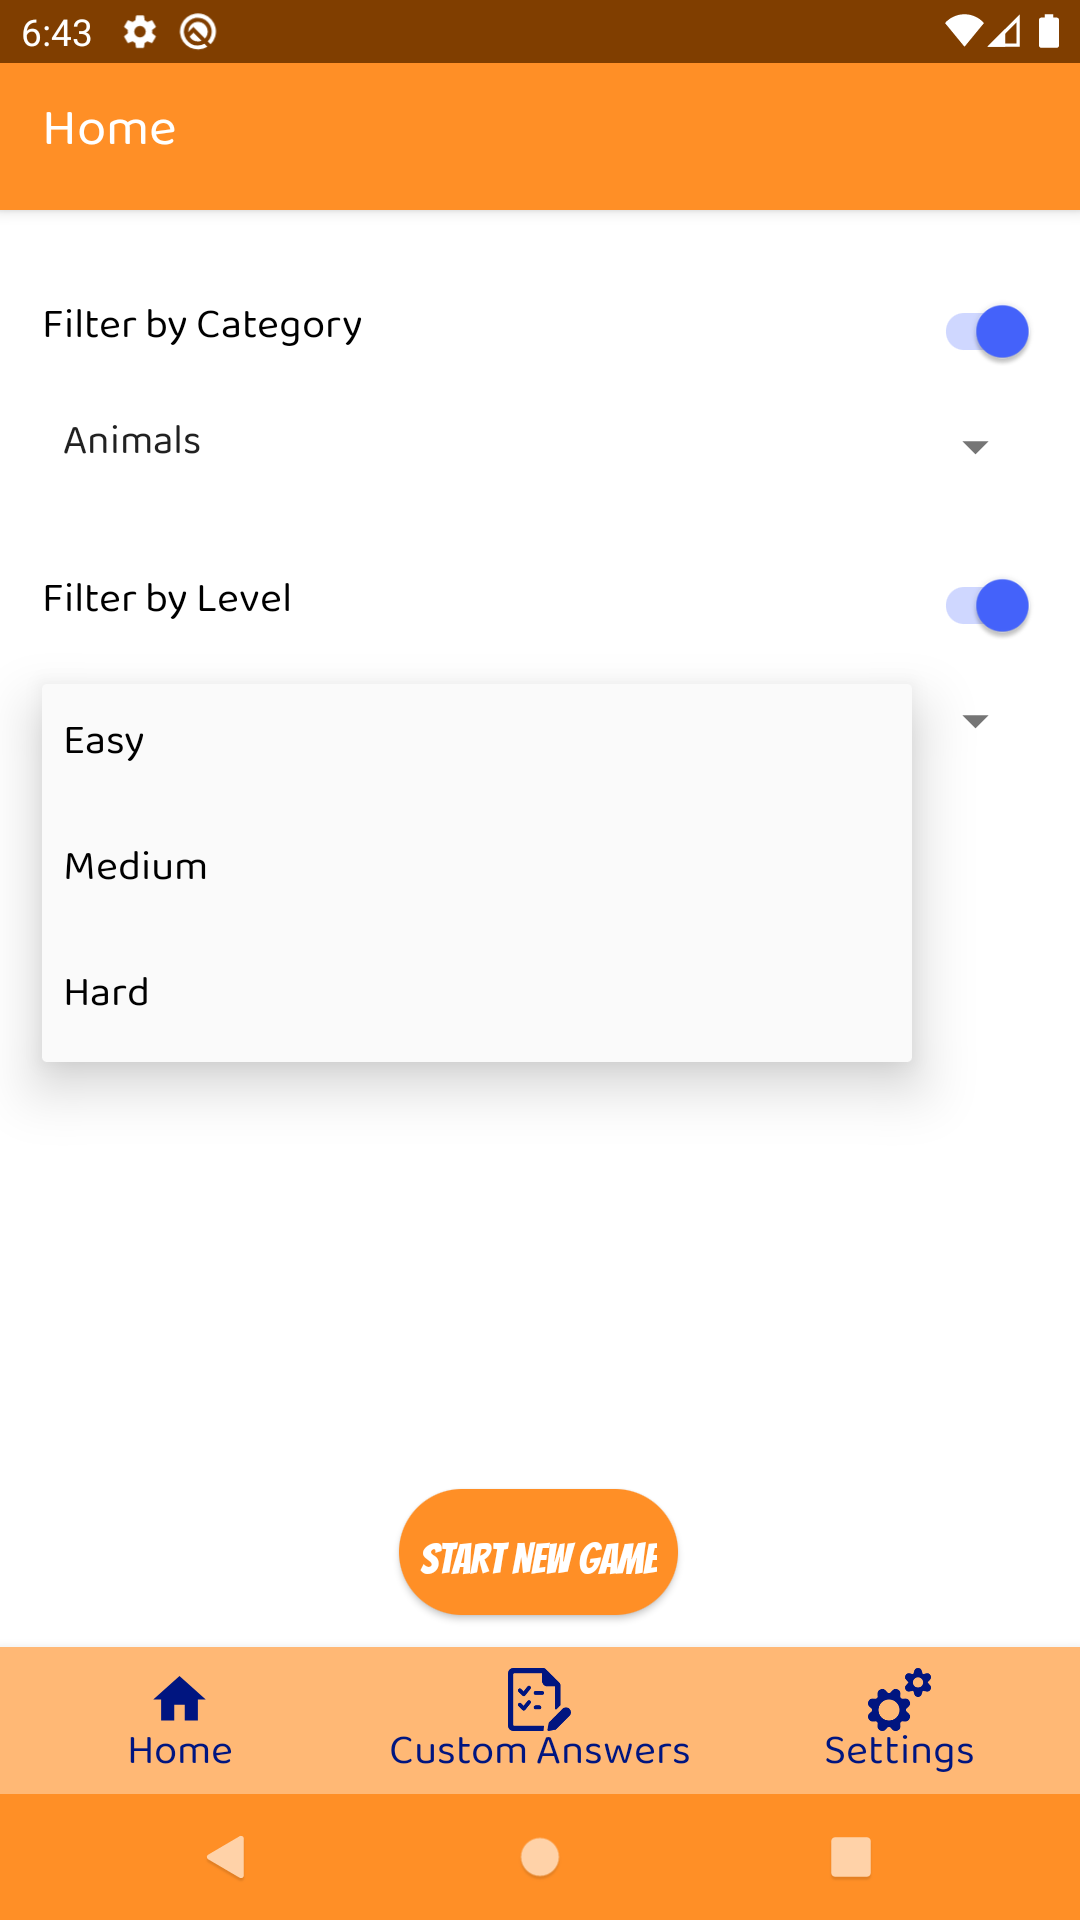 6:43
Home
Filter by Category
Animals
Filter by Level
Easy
Medium
Hard
START NEW GAME
Home
Custom Answers
Settings